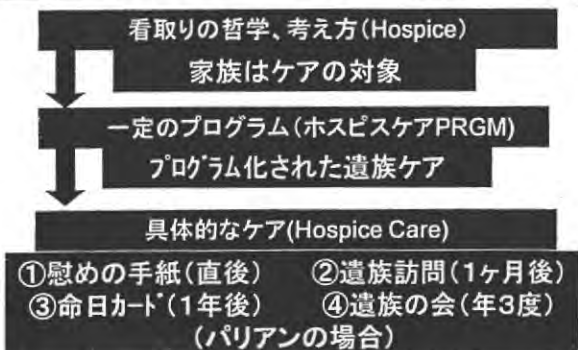 看取りの哲学、考え方(Hospice)
家族はケアの対象
一定のプログラム(ホスピスケアPRGM)
プログラム化された遺族ケア
具体的なケア(Hospice Care)
①慰めの手紙(直後) ②遺族訪問(1ヶ月後)
③命日カード(1年後) ④遺族の会(年3度)
(パリアンの場合)